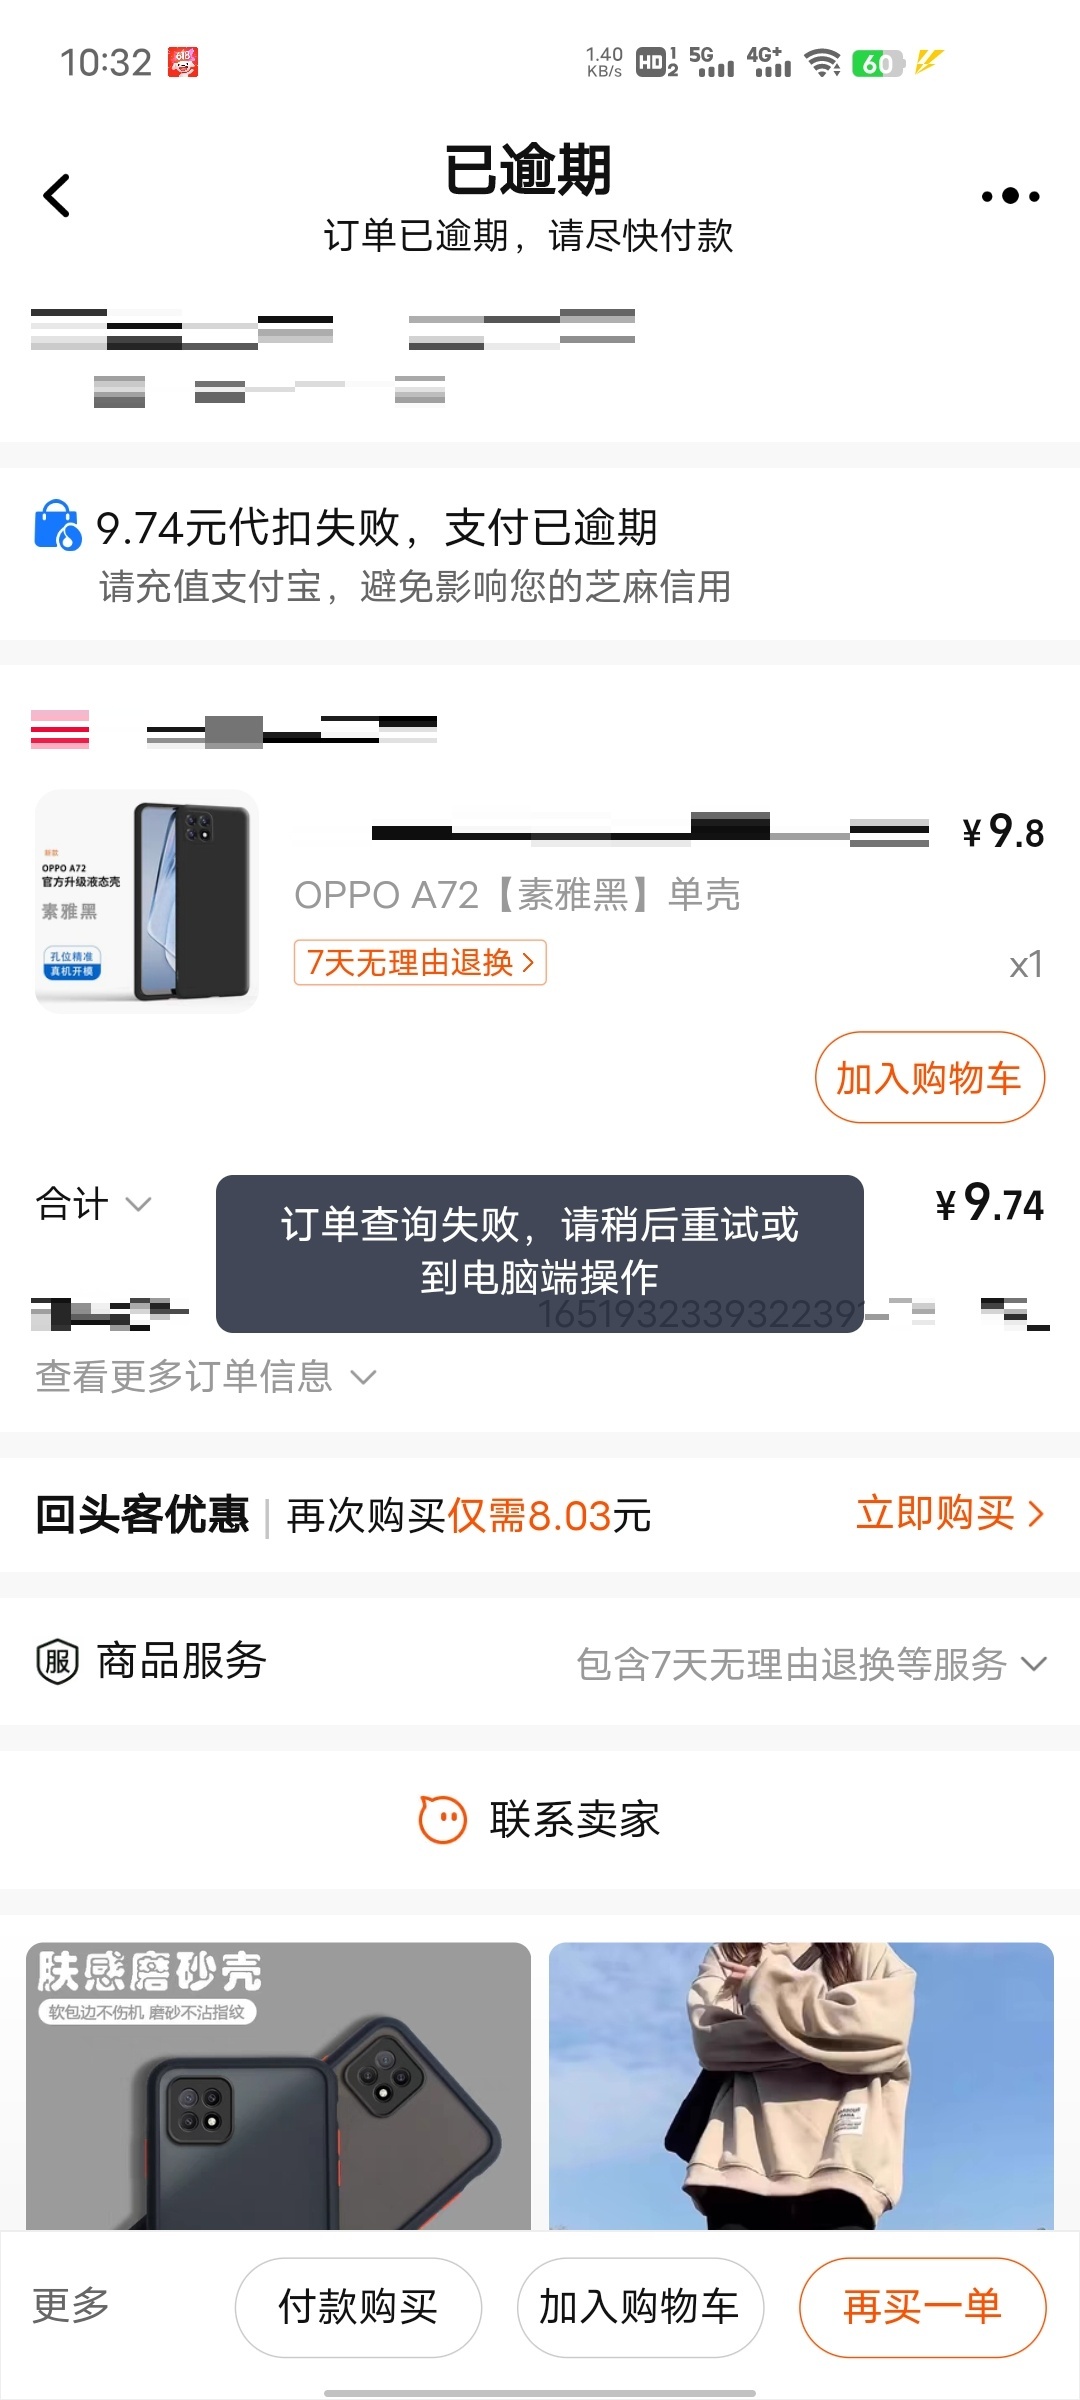 10:32
1.40 KB/s HD 1 2 5G 4G+ 60
已逾期
订单已逾期，请尽快付款
9.74元代扣失败，支付已逾期
请充值支付宝，避免影响您的芝麻信用
¥9.8
OPPO A72
官方升级液态壳
素雅黑
孔位精准
真机开模
OPPO A72【素雅黑】单壳
7天无理由退换
x1
加入购物车
合计
¥9.74
订单查询失败，请稍后重试或
到电脑端操作
查看更多订单信息
回头客优惠 | 再次购买仅需8.03元
立即购买
服 商品服务
包含7天无理由退换等服务
联系卖家
肤感磨砂壳
软包边不伤机 磨砂不沾指纹
更多
付款购买
加入购物车
再买一单